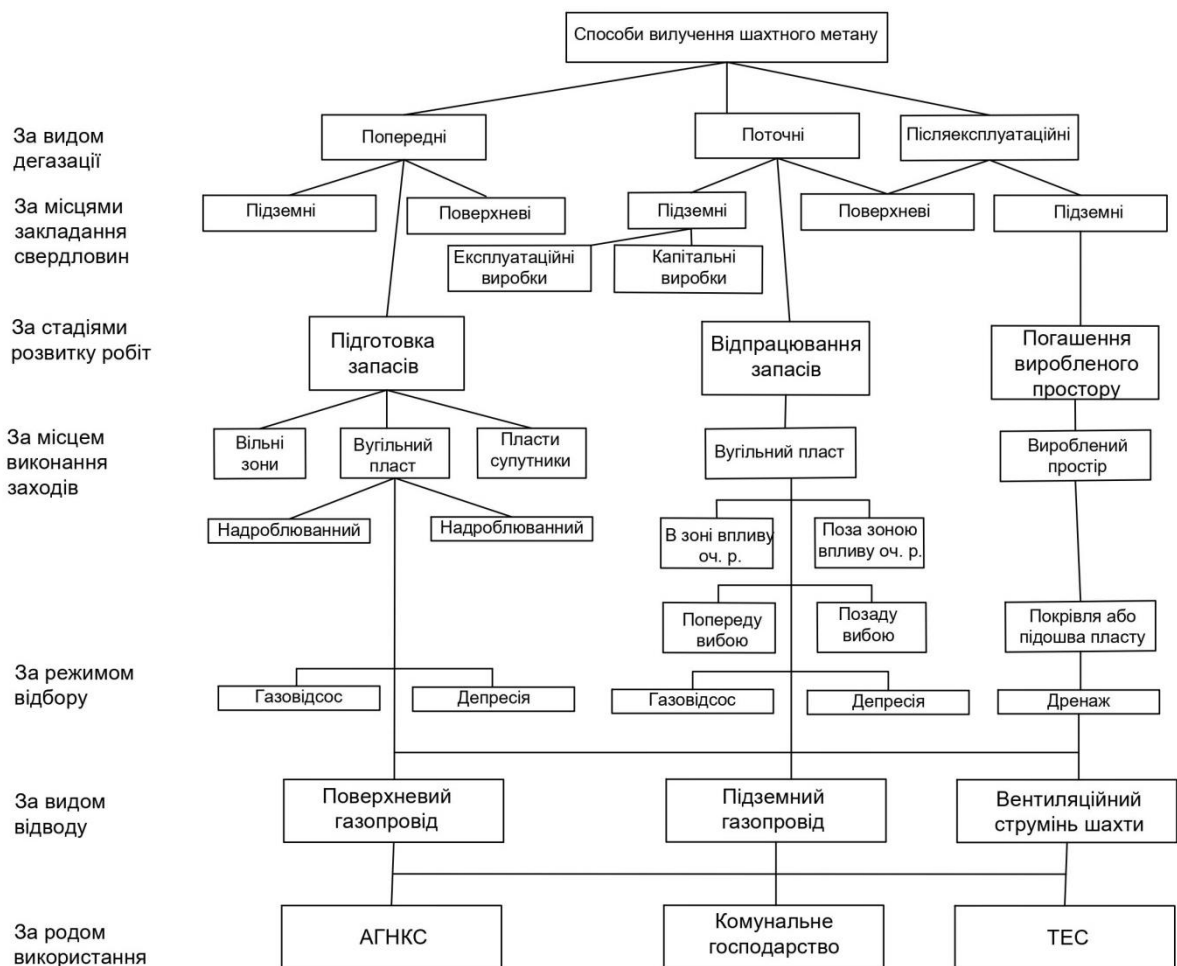 Способи вилучення шахтного метану
За видом
дегазації
Попередні
Поточні
Післяексплуатаційні
За місцями
закладання
свердловин
Підземні
Поверхневі
Підземні
Поверхневі
Підземні
Експлуатаційні
виробки
Капітальні
виробки
За стадіями
розвитку робіт
Підготовка
запасів
Відпрацювання
запасів
Погашення
виробленого
простору
За місцем
виконання
заходів
Вільні
зони
Вугільний
пласт
Пласти
супутники
Вугільний пласт
Вироблений
простір
Надроблюванний
Надроблюванний
В зоні впливу
оч. р.
Поза зоною
впливу оч. р.
Попереду
вибою
Позаду
вибою
Покрівля або
підошва пласту
За режимом
відбору
Газовідсос
Депресія
Газовідсос
Депресія
Дренаж
За видом
відводу
Поверхневий
газопровід
Підземний
газопровід
Вентиляційний
струмінь шахти
За родом
використання
АГНКС
Комунальне
господарство
ТЕС